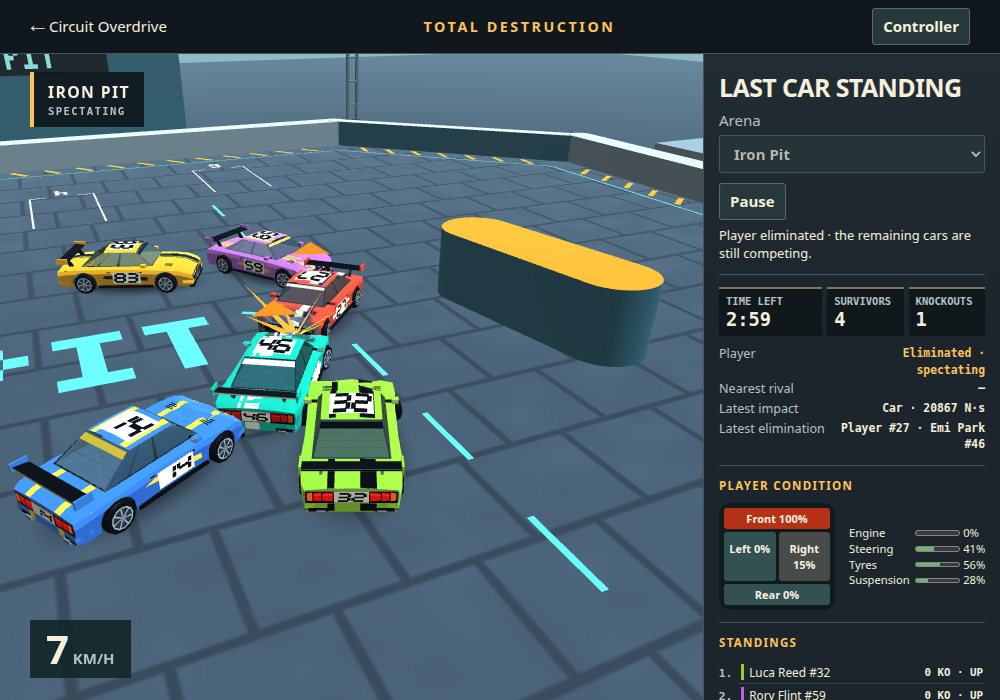 ← Circuit Overdrive
TOTAL DESTRUCTION
Controller
IRON PIT
SPECTATING
LAST CAR STANDING
Arena
Iron Pit
Pause
Player eliminated · the remaining cars are
still competing.
TIME LEFT
2:59
SURVIVORS
4
KNOCKOUTS
1
Player
Eliminated ·
spectating
Nearest rival
–
Latest impact
Car · 20867 N·s
Latest elimination
Player #27 · Emi Park
#46
PLAYER CONDITION
Front 100%
Left 0%
Right
15%
Rear 0%
Engine 0%
Steering 41%
Tyres 56%
Suspension 28%
STANDINGS
1. Luca Reed #32 0 KO · UP
2. Rory Flint #59 0 KO · UP
83
59
46
46
32
32
14
IT
7 KM/H